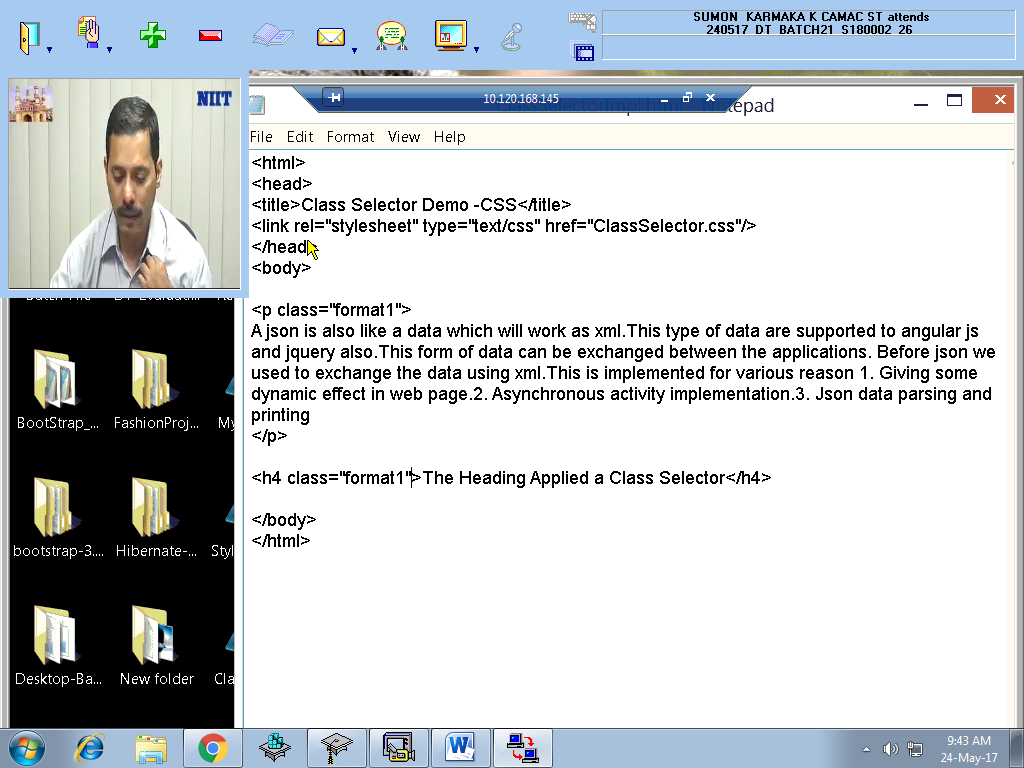 SUMON KARMAKA K CAMAC ST attends
240517 DT BATCH21 S180002 26
NIIT
10.120.168.145
Notepad
File Edit Format View Help
<html>
<head>
<title>Class Selector Demo -CSS</title>
<link rel="stylesheet" type="text/css" href="ClassSelector.css"/>
</head>
<body>
<p class="format1">
A json is also like a data which will work as xml.This type of data are supported to angular js
and jquery also.This form of data can be exchanged between the applications. Before json we
used to exchange the data using xml.This is implemented for various reason 1. Giving some
dynamic effect in web page.2. Asynchronous activity implementation.3. Json data parsing and
printing
</p>
<h4 class="format1">The Heading Applied a Class Selector</h4>
</body>
</html>
BootStrap_... FashionProj... My
bootstrap-3.... Hibernate-... Styl
Desktop-Ba... New folder Cla
9:43 AM
24-May-17